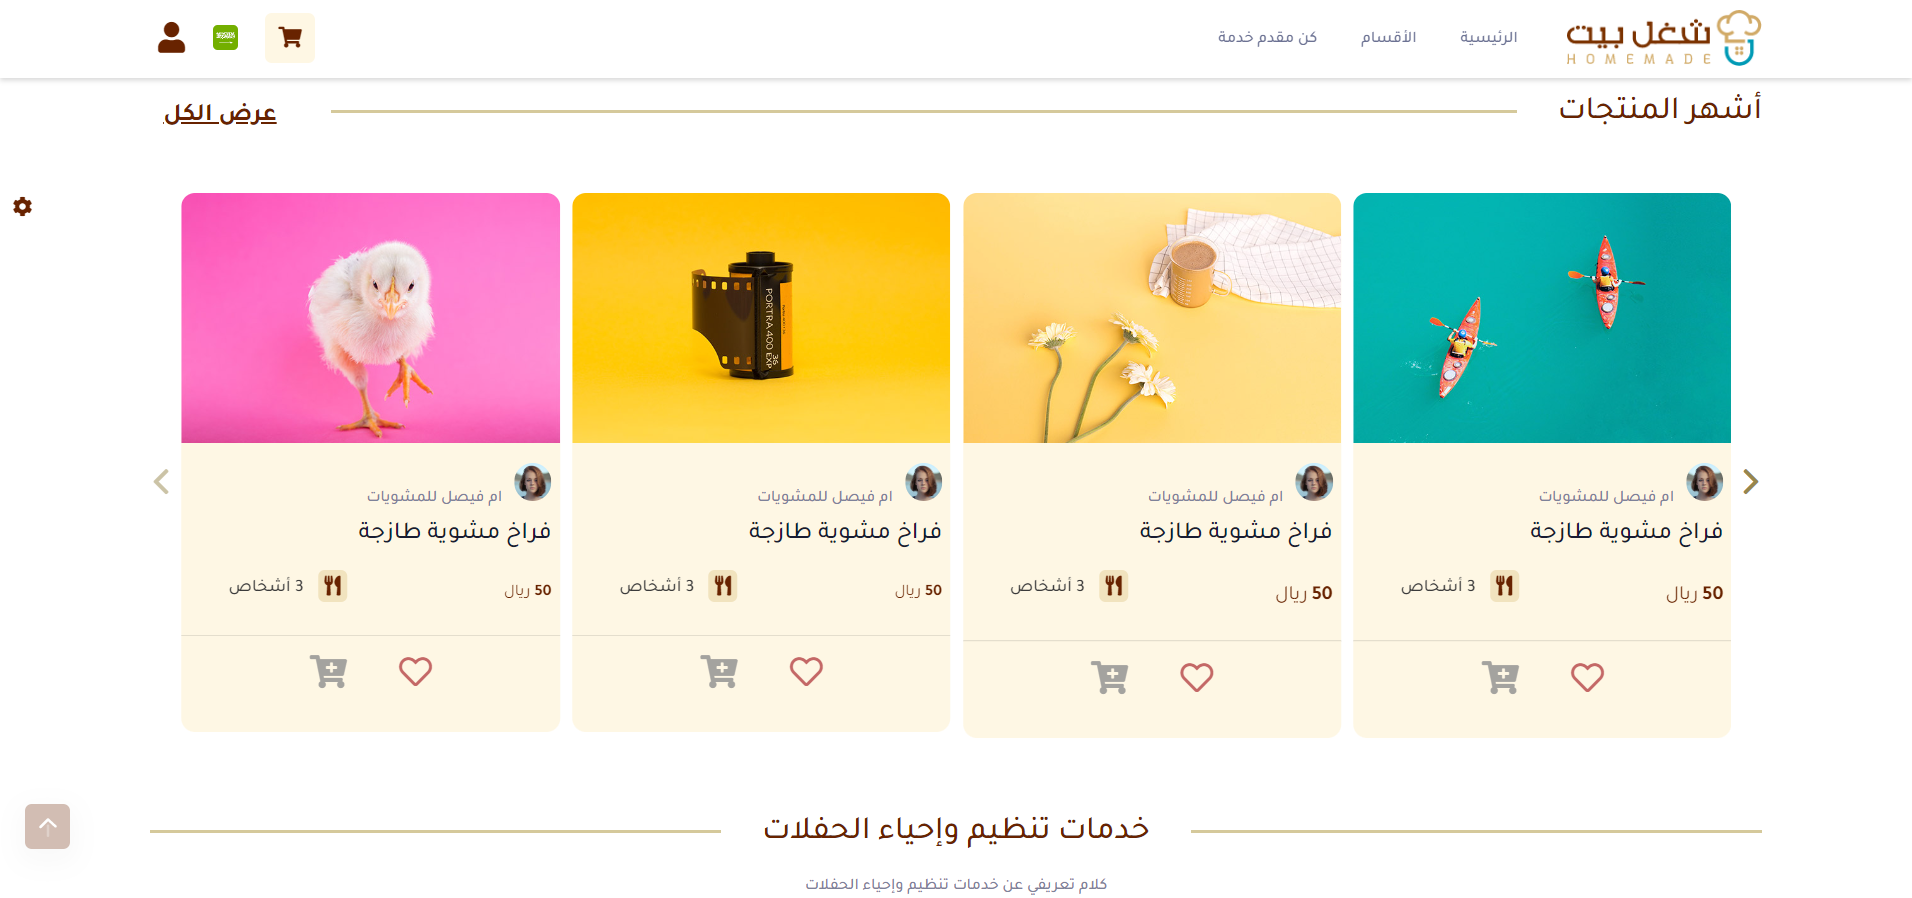 شغل بيت
HOMEMADE
الرئيسية
الأقسام
كن مقدم خدمة
أشهر المنتجات
عرض الكل
PORTRA 400 EXP 36
ام فيصل للمشويات
فراخ مشوية طازجة
50 ريال
3 أشخاص
ام فيصل للمشويات
فراخ مشوية طازجة
50 ريال
3 أشخاص
ام فيصل للمشويات
فراخ مشوية طازجة
50 ريال
3 أشخاص
ام فيصل للمشويات
فراخ مشوية طازجة
50 ريال
3 أشخاص
خدمات تنظيم وإحياء الحفلات
كلام تعريفي عن خدمات تنظيم وإحياء الحفلات